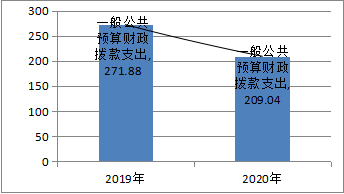 300
250
200
150
100
50
0
一般公共
预算财政
拨款支出,
271.88
一般公共
预算财政
拨款支出,
209.04
2019年
2020年